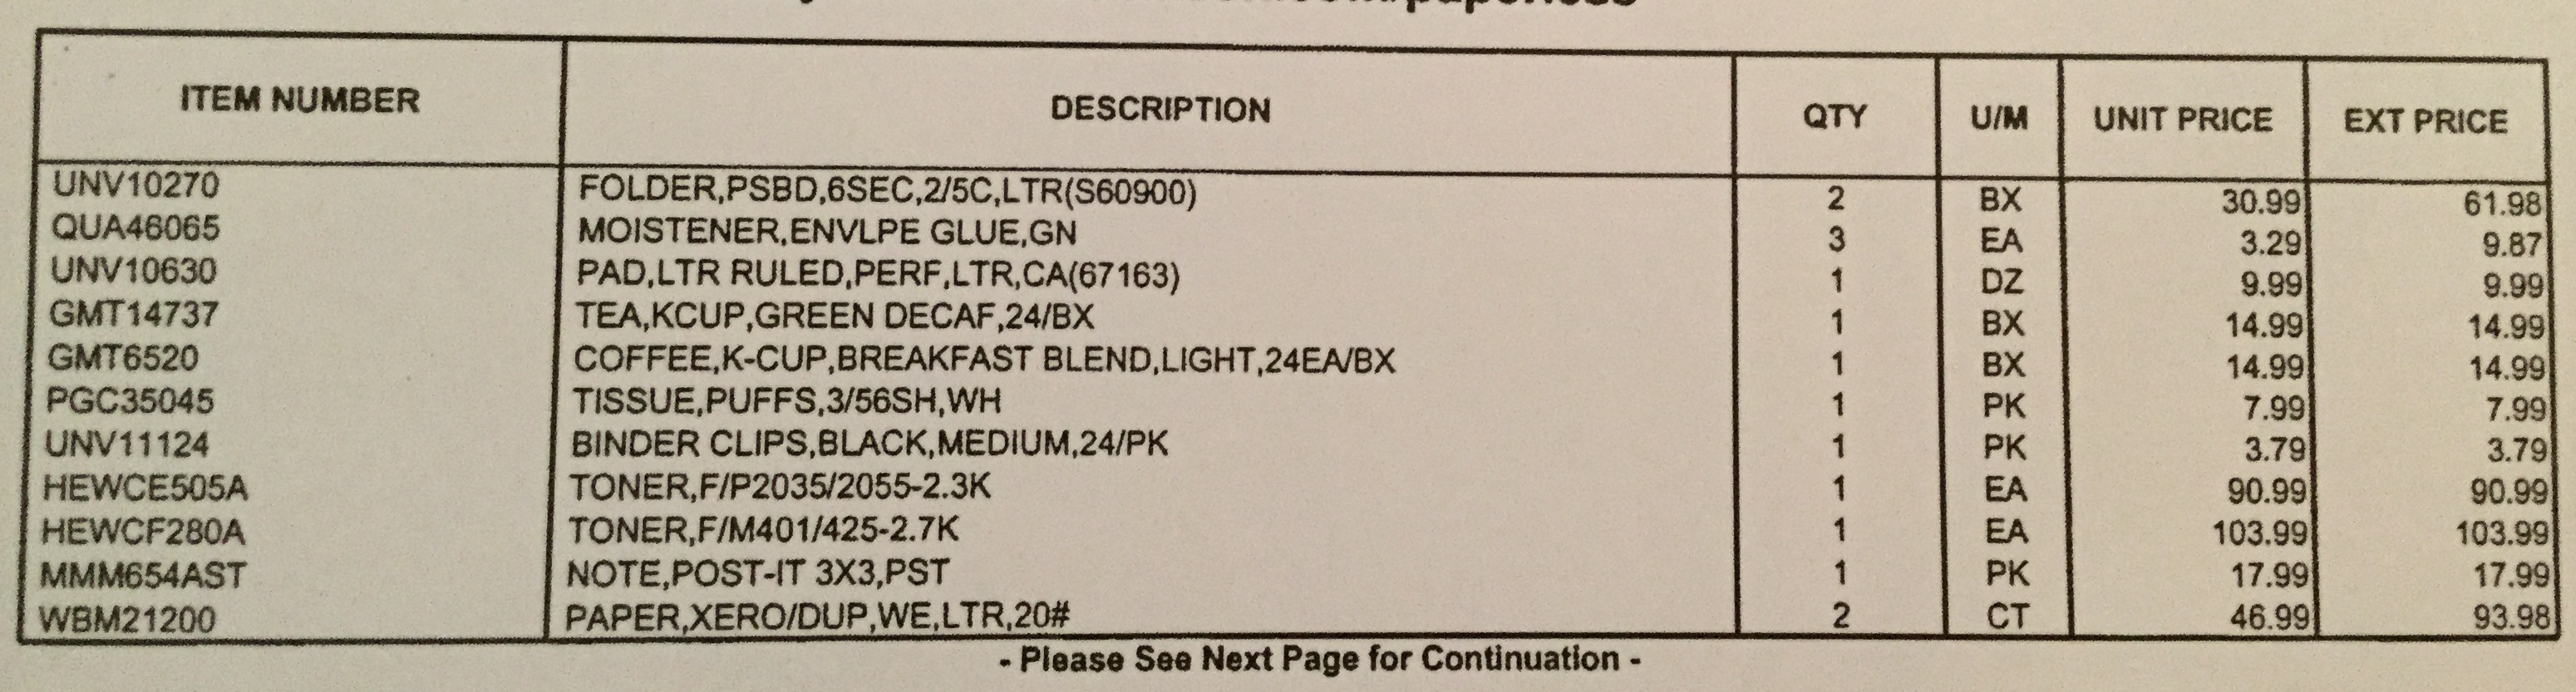 ITEM NUMBER DESCRIPTION QTY U/M UNIT PRICE EXT PRICE
UNV10270 FOLDER,PSBD,6SEC,2/5C,LTR(S60900) 2 BX 30.99 61.98
QUA46065 MOISTENER,ENVLPE GLUE,GN 3 EA 3.29 9.87
UNV10630 PAD,LTR RULED,PERF,LTR,CA(67163) 1 DZ 9.99 9.99
GMT14737 TEA,KCUP,GREEN DECAF,24/BX 1 BX 14.99 14.99
GMT6520 COFFEE,K-CUP,BREAKFAST BLEND,LIGHT,24EA/BX 1 BX 14.99 14.99
PGC35045 TISSUE,PUFFS,3/56SH,WH 1 PK 7.99 7.99
UNV11124 BINDER CLIPS,BLACK,MEDIUM,24/PK 1 PK 3.79 3.79
HEWCE505A TONER,F/P2035/2055-2.3K 1 EA 90.99 90.99
HEWCF280A TONER,F/M401/425-2.7K 1 EA 103.99 103.99
MMM654AST NOTE,POST-IT 3X3,PST 1 PK 17.99 17.99
WBM21200 PAPER,XERO/DUP,WE,LTR,20# 2 CT 46.99 93.98
- Please See Next Page for Continuation -